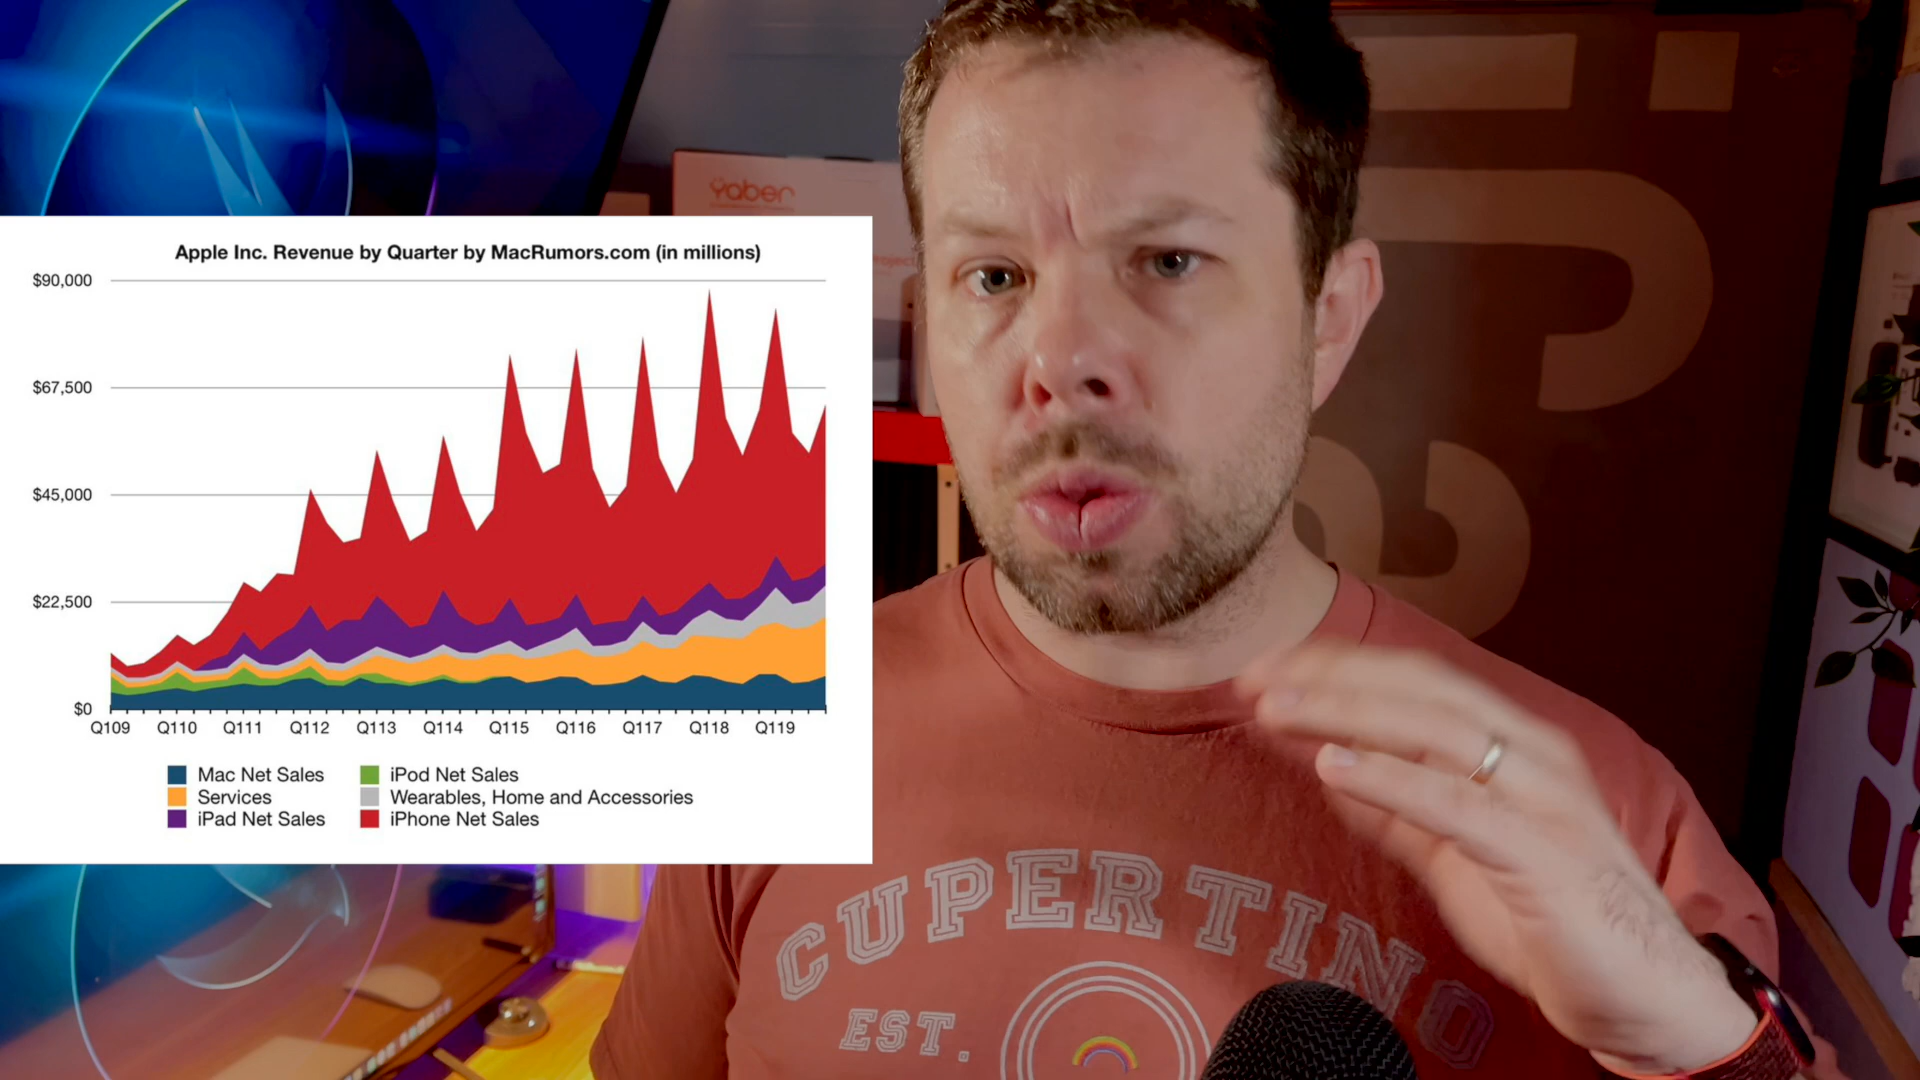 Yaber
Apple Inc. Revenue by Quarter by MacRumors.com (in millions)
$90,000
$67,500
$45,000
$22,500
$0
Q109 Q110 Q111 Q112 Q113 Q114 Q115 Q116 Q117 Q118 Q119
Mac Net Sales
iPod Net Sales
Services
Wearables, Home and Accessories
iPad Net Sales
iPhone Net Sales
CUPERTINO
EST.